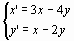 x' = 3x − 4y
y' = x − 2y